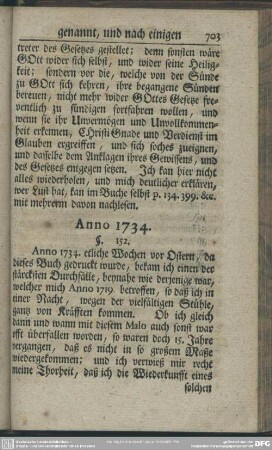 genannt, und nach einigen 703
treter des Gesetzes gestellet; denn sonsten wäre
GOtt wider sich selbst, und wider seine Heilig-
keit; sondern vor die, welche von der Sünde
zu GOtt sich kehren, ihre begangene Sünden
bereuen, nicht mehr wider GOttes Gesetz fre-
ventlich zu sündigen fortfahren wollen, und
wenn sie ihr Unvermögen und Unvollkommen-
heit erkennen, CHristi Gnade und Verdienst im
Glauben ergreiffen, und sich solches zueignen,
und dasselbe dem Anklagen ihres Gewissens, und
des Gesetzes entgegen setzen. Ich kan hier nicht
alles wiederholen, und mich deutlicher erklären,
wer Lust hat, kan im Buche selbst p. 134. 399. &c.
mit mehrerm davon nachlesen.
Anno 1734.
§. 152.
Anno 1734. etliche Wochen vor Ostern, da
dieses Buch gedruckt wurde, bekam ich einen der
stärcksten Durchfälle, beynahe wie derjenige war,
welcher mich Anno 1719 betroffen, so daß ich in
einer Nacht, wegen der vielfältigen Stühle,
gantz von Kräfften kommen. Ob ich gleich
dann und wann mit diesem Malo auch sonst war
offt überfallen worden, so waren doch 15. Jahre
vergangen, daß es nicht in so großem Maße
wiedergekommen; und ich verwieß mir recht
meine Thorheit, daß ich die Wiederkunfft eines
solchen